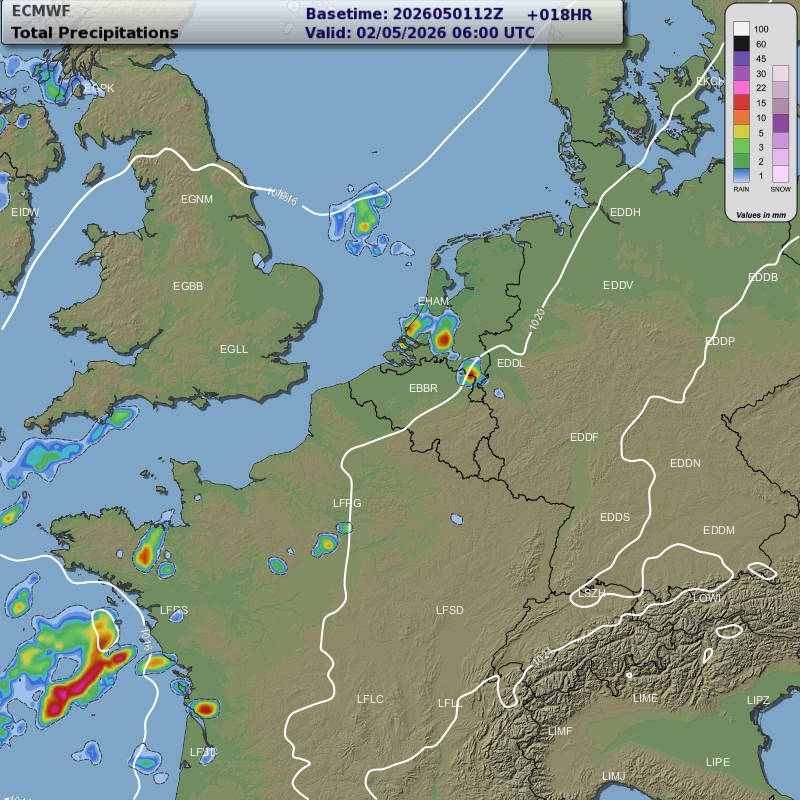 ECMWF
Basetime: 2026050112Z +018HR
Total Precipitations
Valid: 02/05/2026 06:00 UTC
100
60
45
30
22
15
10
5
3
2
1
RAIN SNOW
Values in mm
EGPK
EKCH
EIDW
EGNM
1016
EDDH
EGBB
EDDV
EDDB
EHAM
1020
EGLL
EDDP
EDDL
EBBR
EDDF
EDDN
LFPG
EDDS
EDDM
LSZH
LOWI
LFRS
LFSD
1016
LFLC
LFLL
LIME
LIPZ
LIMF
LFBD
LIPE
LIMJ